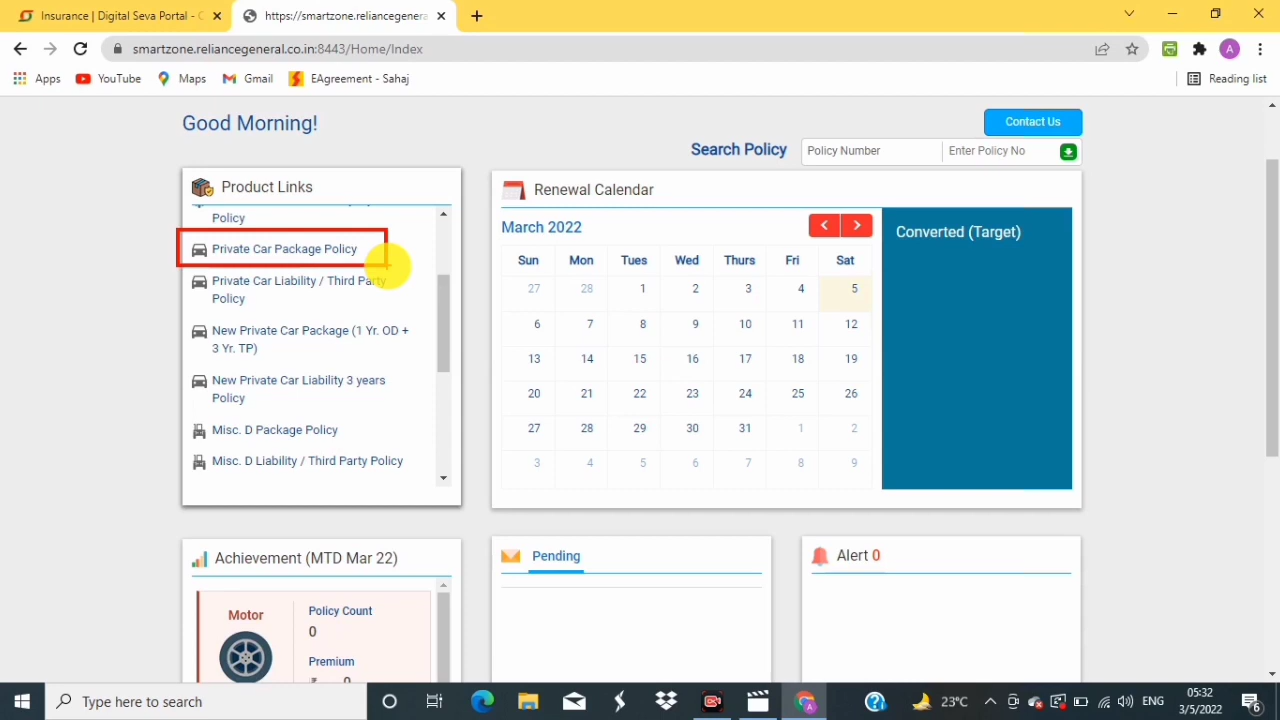 Insurance | Digital Seva Portal - C
https://smartzone.reliancegenera
smartzone.reliancegeneral.co.in:8443/Home/Index
A
Apps
YouTube
Maps
Gmail
EAgreement - Sahaj
Reading list
Good Morning!
Contact Us
Search Policy
Policy Number
Enter Policy No
Product Links
Policy
Private Car Package Policy
Private Car Liability / Third Party
Policy
New Private Car Package (1 Yr. OD +
3 Yr. TP)
New Private Car Liability 3 years
Policy
Misc. D Package Policy
Misc. D Liability / Third Party Policy
Renewal Calendar
March 2022
Sun Mon Tues Wed Thurs Fri Sat
27 28 1 2 3 4 5
6 7 8 9 10 11 12
13 14 15 16 17 18 19
20 21 22 23 24 25 26
27 28 29 30 31 1 2
3 4 5 6 7 8 9
Converted (Target)
Achievement (MTD Mar 22)
Motor
Policy Count
0
Premium
₹ 0
Pending
Alert 0
Type here to search
23°C
ENG
05:32
3/5/2022
6